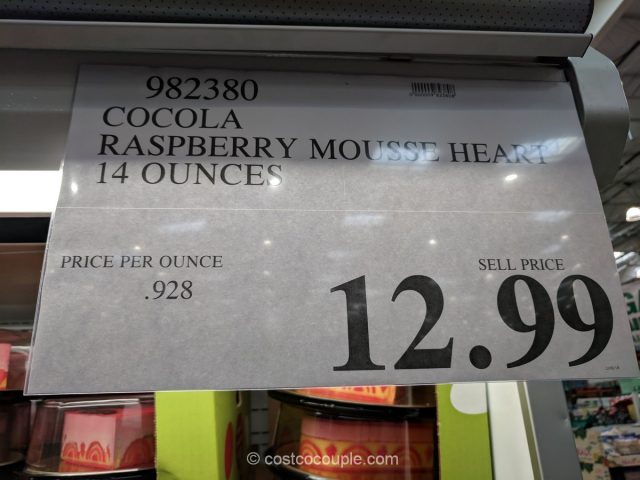 982380
COCOLA
RASPBERRY MOUSSE HEART
14 OUNCES
PRICE PER OUNCE
.928
SELL PRICE
12.99
© costcocouple.com